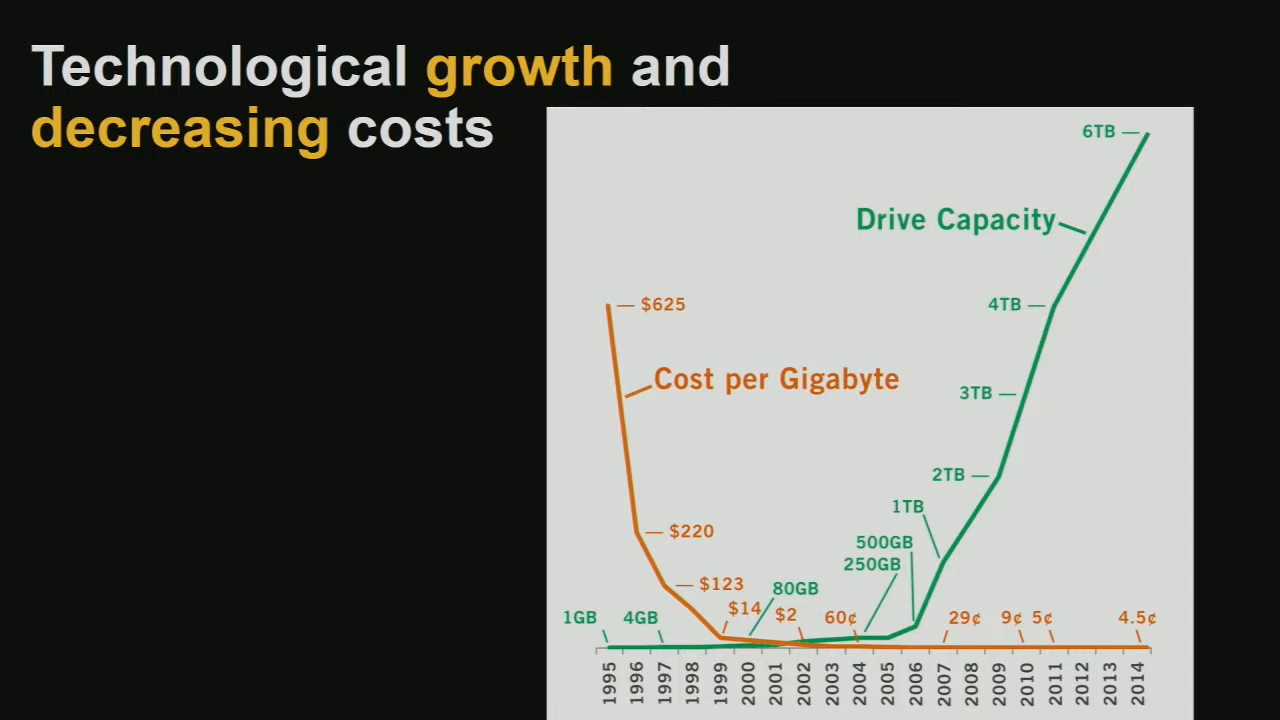 Technological growth and
decreasing costs
6TB
Drive Capacity
4TB
$625
Cost per Gigabyte
3TB
2TB
1TB
$220
500GB
250GB
$123
80GB
$14
$2
60¢
29¢
9¢
5¢
4.5¢
1GB
4GB
1995
1996
1997
1998
1999
2000
2001
2002
2003
2004
2005
2006
2007
2008
2009
2010
2011
2012
2013
2014